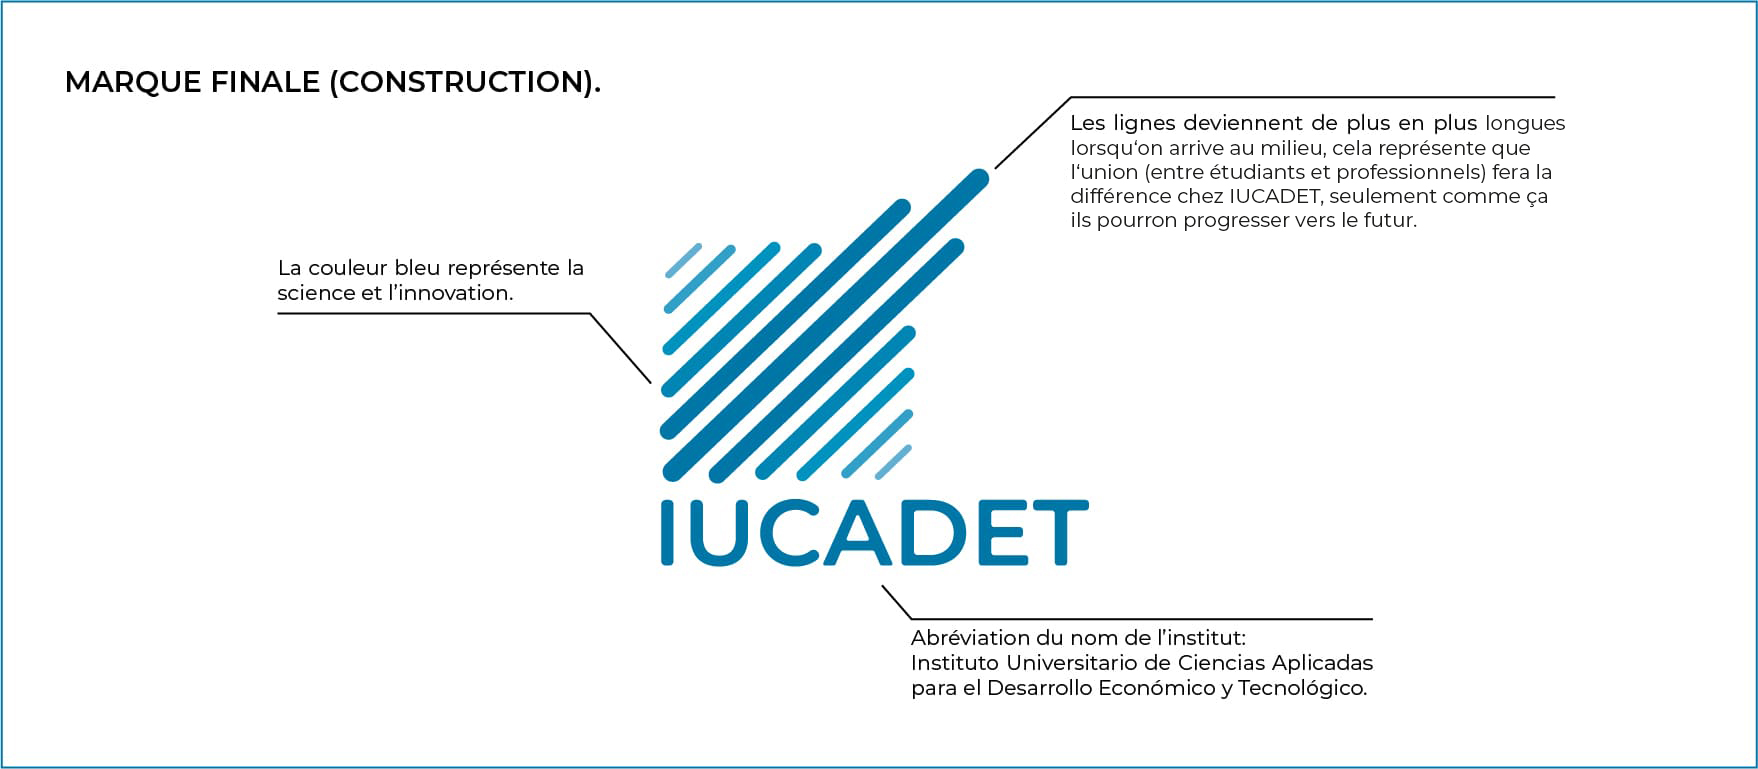 MARQUE FINALE (CONSTRUCTION).
Les lignes deviennent de plus en plus longues
lorsqu‘on arrive au milieu, cela représente que
l‘union (entre étudiants et professionnels) fera la
différence chez IUCADET, seulement comme ça
ils pourron progresser vers le futur.
La couleur bleu représente la
science et l’innovation.
IUCADET
Abréviation du nom de l’institut:
Instituto Universitario de Ciencias Aplicadas
para el Desarrollo Económico y Tecnológico.